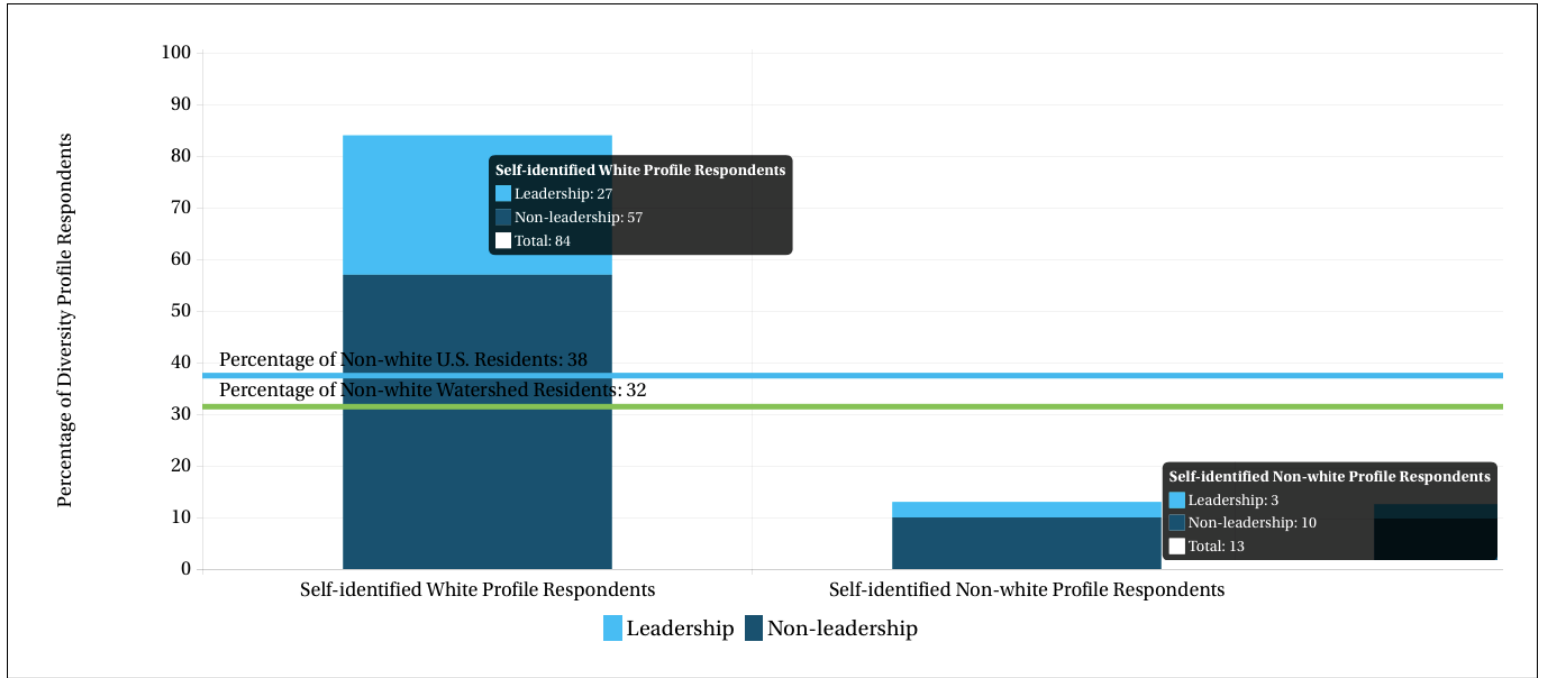 Percentage of Diversity Profile Respondents
100
90
80
70
60
50
40
30
20
10
0
Self-identified White Profile Respondents
Leadership: 27
Non-leadership: 57
Total: 84
Percentage of Non-white U.S. Residents: 38
Percentage of Non-white Watershed Residents: 32
Self-identified Non-white Profile Respondents
Leadership: 3
Non-leadership: 10
Total: 13
Self-identified White Profile Respondents
Self-identified Non-white Profile Respondents
Leadership
Non-leadership